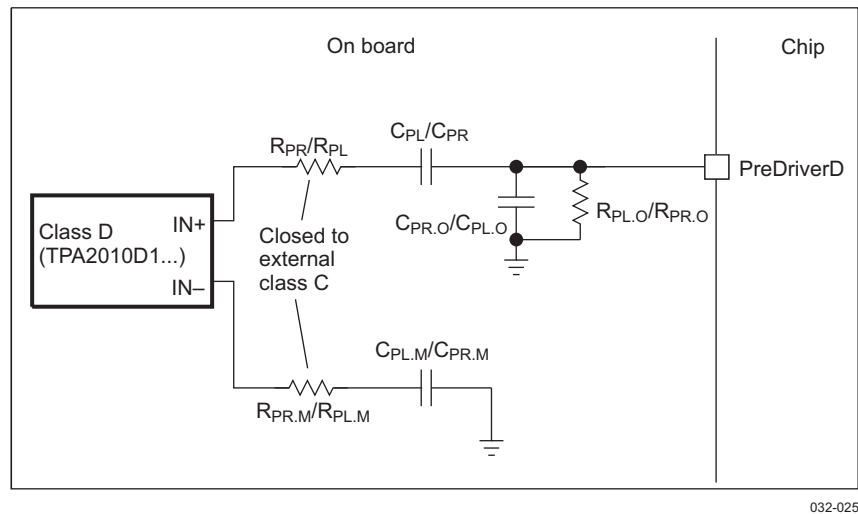 On board
Chip
C_PL/C_PR
R_PR/R_PL
PreDriverD
IN+
Class D
(TPA2010D1...)
C_PR.O/C_PL.O
R_PL.O/R_PR.O
Closed to
external
class C
IN–
C_PL.M/C_PR.M
R_PR.M/R_PL.M
032-025